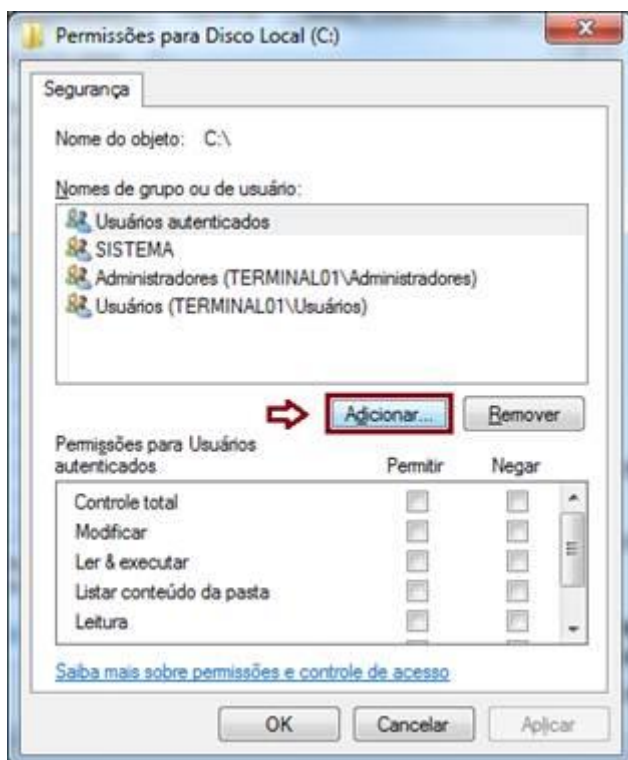 Permissões para Disco Local (C:)
Segurança
Nome do objeto: C:\
Nomes de grupo ou de usuário:
Usuários autenticados
SISTEMA
Administradores (TERMINAL01\Administradores)
Usuários (TERMINAL01\Usuários)
Adicionar... Remover
Permissões para Usuários
autenticados Permitir Negar
Controle total
Modificar
Ler & executar
Listar conteúdo da pasta
Leitura
Saiba mais sobre permissões e controle de acesso
OK Cancelar Aplicar